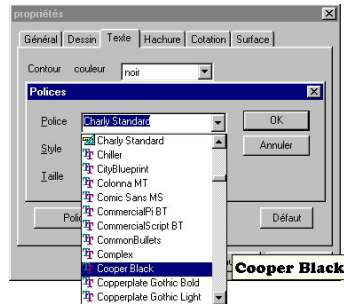 propriétés
Général Dessin Texte Hachure Cotation Surface
Contour couleur noir
Polices
Police Charly Standard OK
Charly Standard
Style Chiller Annuler
CityBlueprint
Taille Colonna MT
Comic Sans MS
CommercialPi BT
CommercialScript BT Défaut
CommonBullets
Complex
Cooper Black Cooper Black
Copperplate Gothic Bold
Copperplate Gothic Light